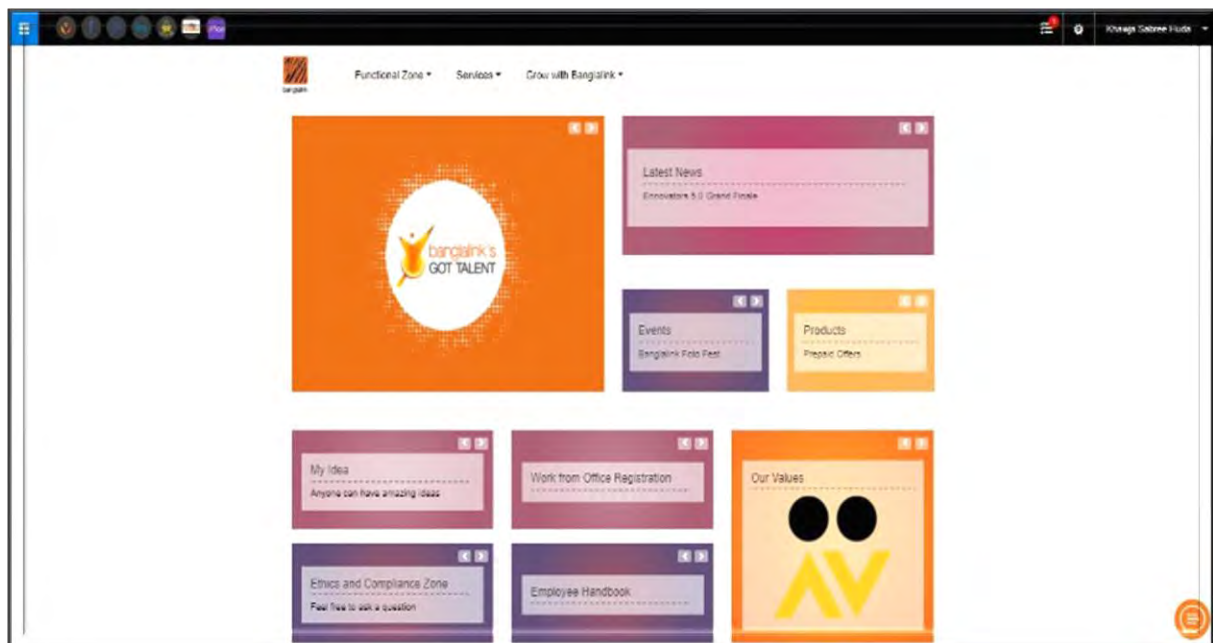 Khawja Sabree Huda
banglalink
Functional Zone
Services
Grow with Banglalink
banglalink's
GOT TALENT
Latest News
Ennovators 5.0 Grand Finale
Events
Banglalink Foto Fest
Products
Prepaid Offers
My Idea
Anyone can have amazing ideas
Work from Office Registration
Our Values
Ethics and Compliance Zone
Feel free to ask a question
Employee Handbook